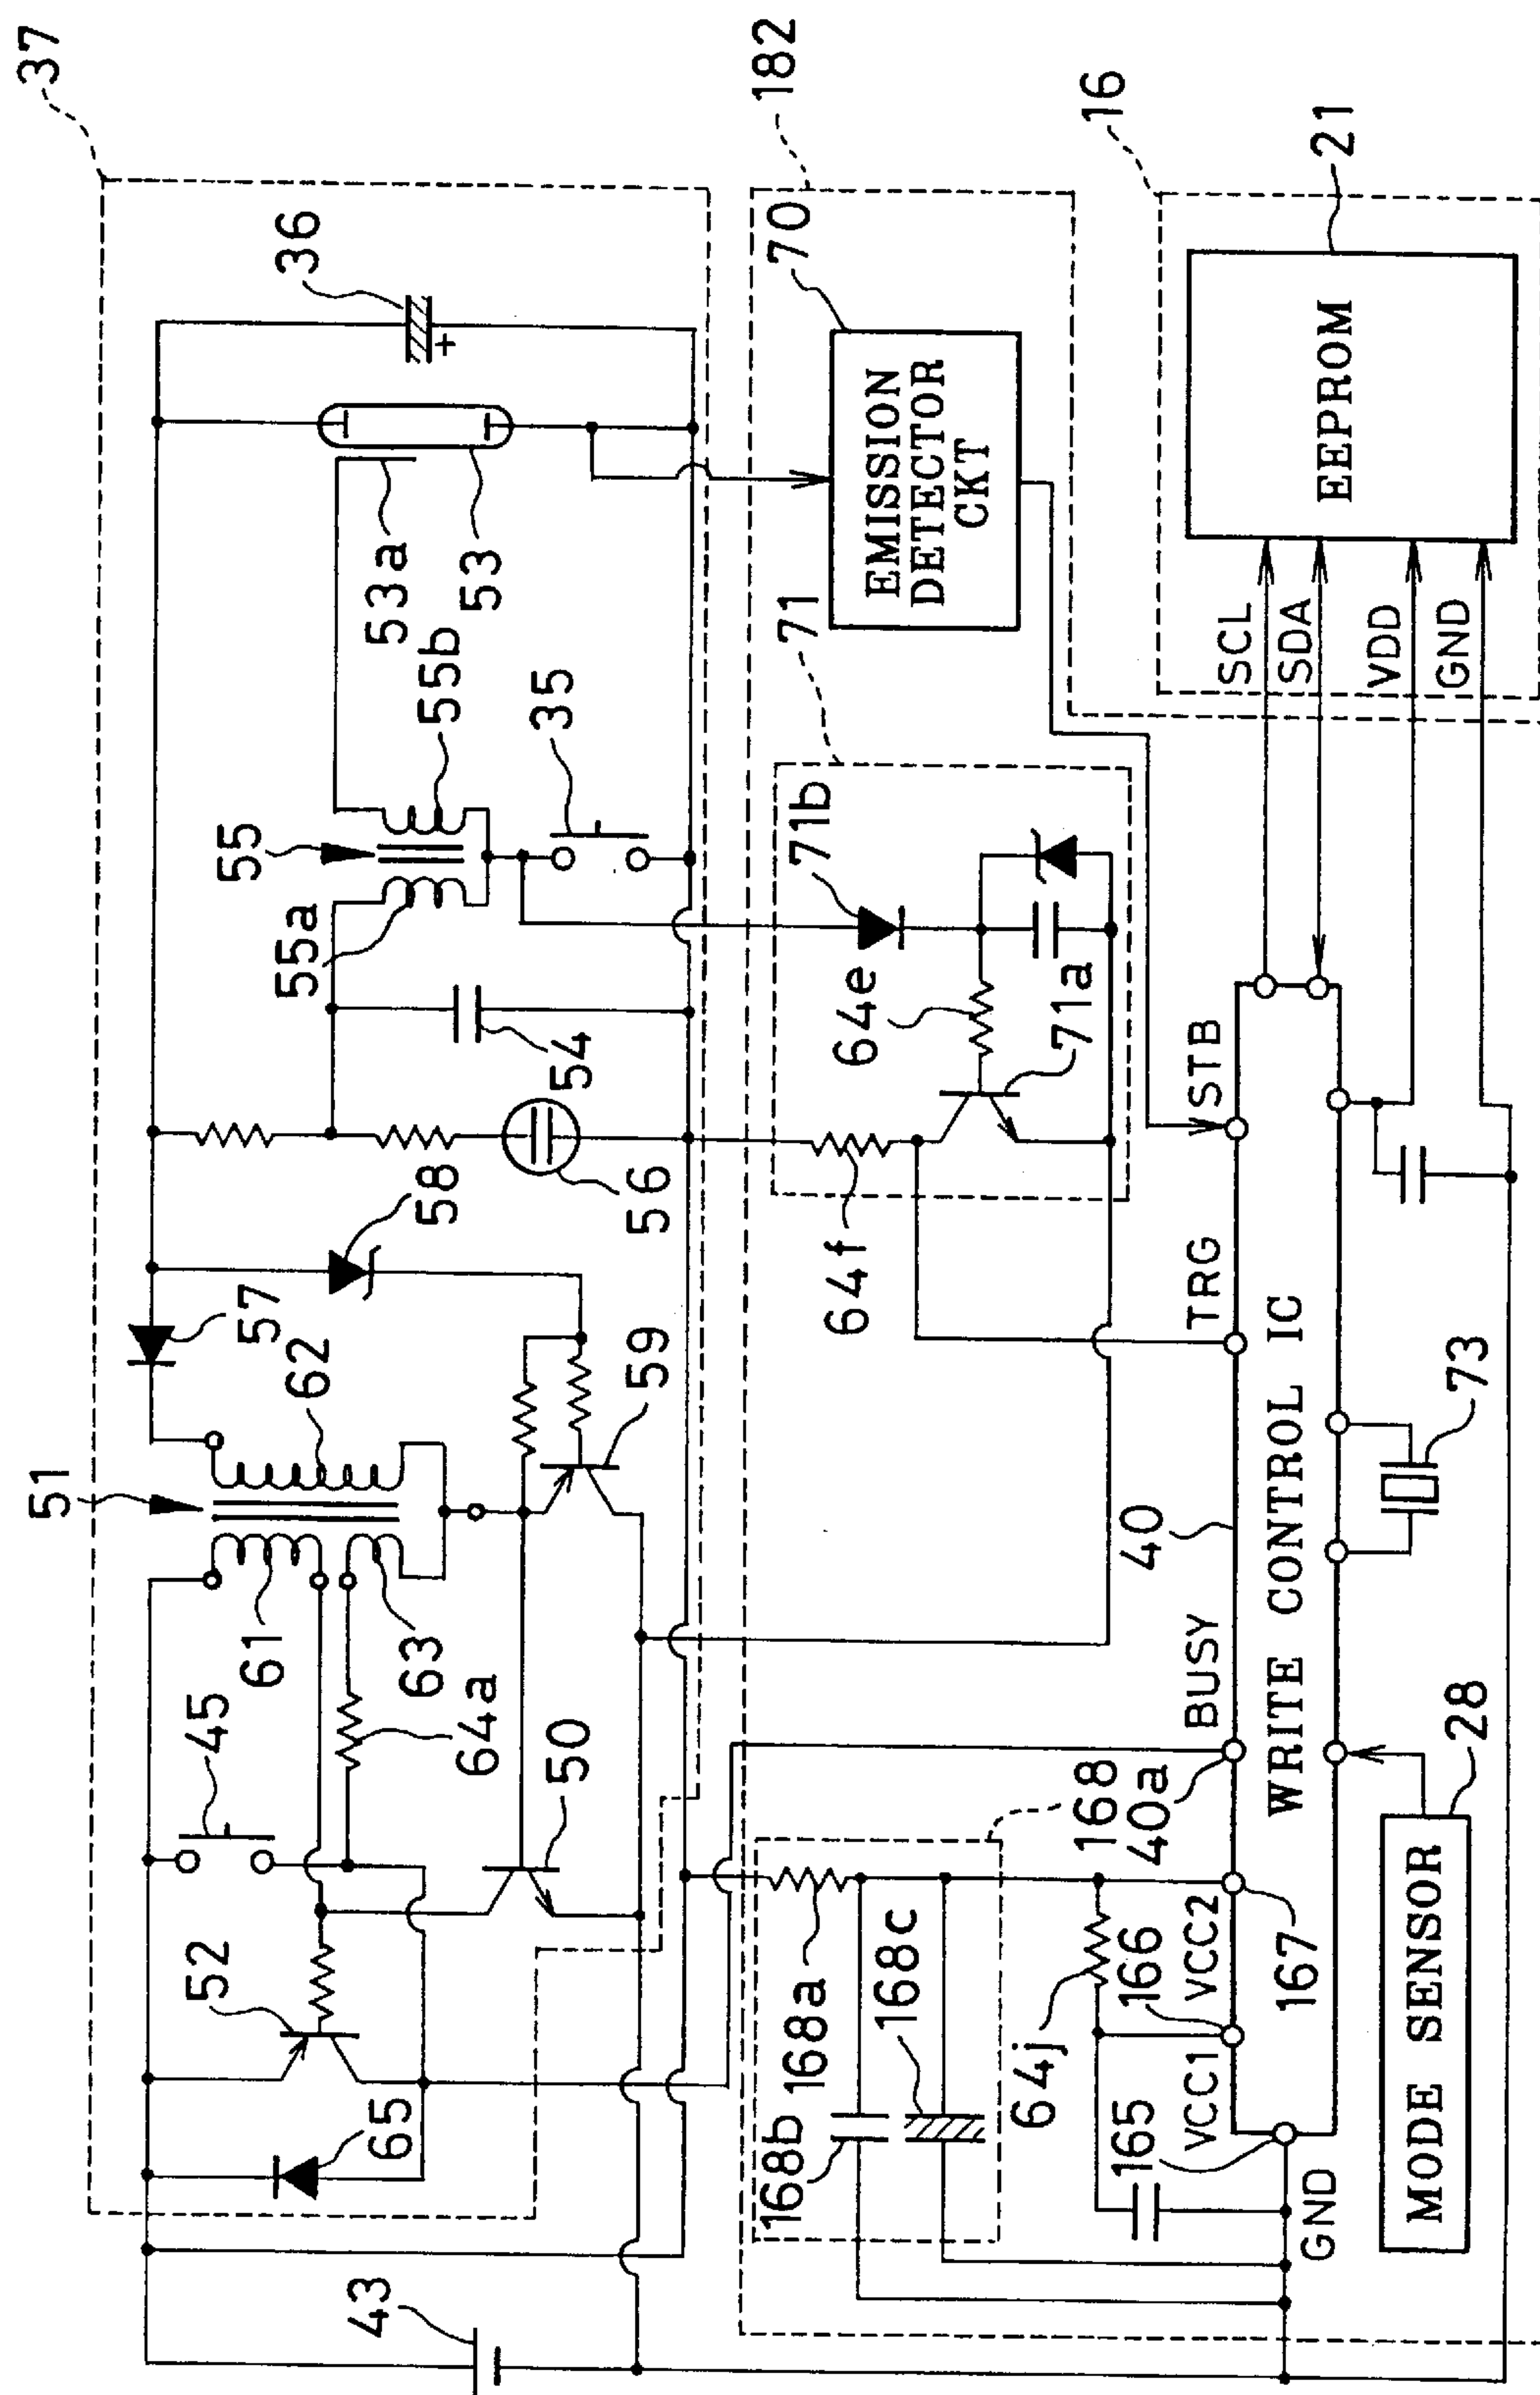 37
182
16
36
70
21
EMISSION
DETECTOR
CKT
EEPROM
53a
53
55b
71
SCL
SDA
VDD
GND
35
55
55a
71b
54
64e
71a
VSTB
58
56
64f
TRG
57
62
59
51
40
WRITE CONTROL IC
73
61
63
64a
45
50
BUSY
168
40a
28
52
168a
168c
64j
166
VCC2
167
MODE SENSOR
65
168b
165
VCC1
GND
43